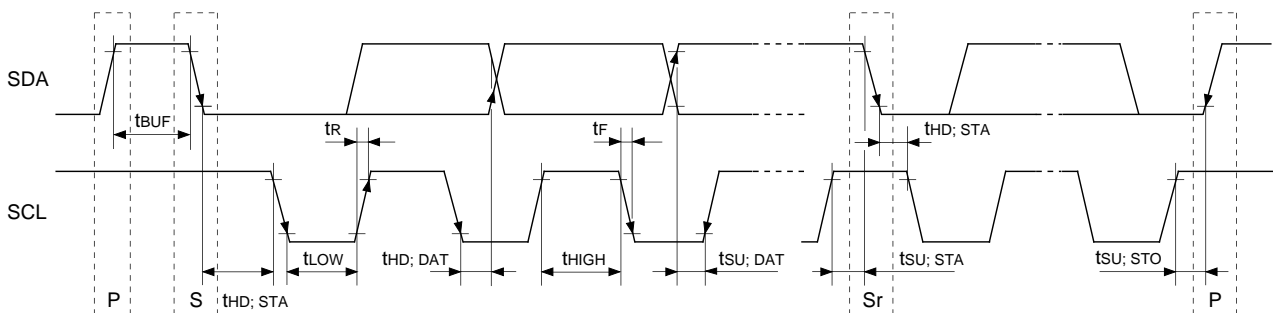 SDA
tBUF
tR
tF
tHD; STA
SCL
tLOW
tHD; DAT
tHIGH
tSU; DAT
tSU; STA
tSU; STO
P
S
tHD; STA
Sr
P